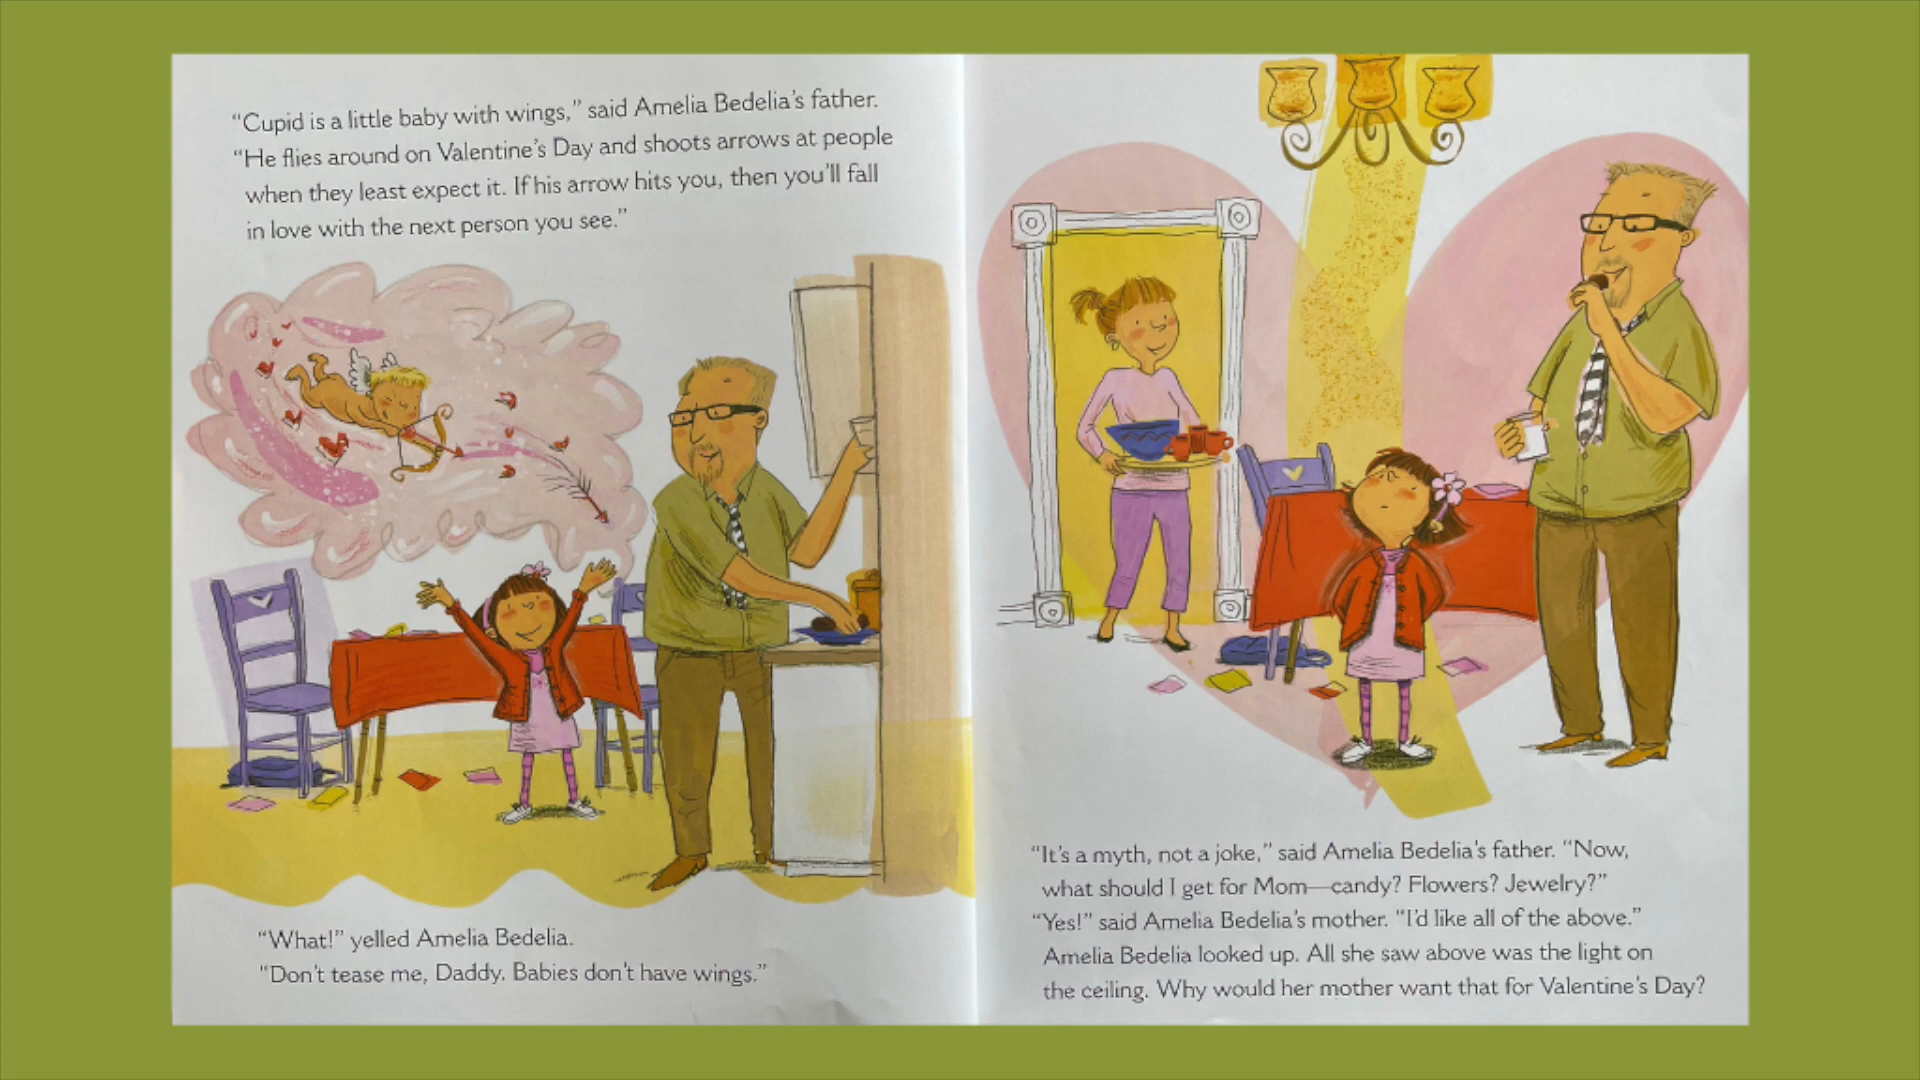 “Cupid is a little baby with wings,” said Amelia Bedelia’s father.
“He flies around on Valentine’s Day and shoots arrows at people
when they least expect it. If his arrow hits you, then you’ll fall
in love with the next person you see.”
“What!” yelled Amelia Bedelia.
“Don’t tease me, Daddy. Babies don’t have wings.”
“It’s a myth, not a joke,” said Amelia Bedelia’s father. “Now,
what should I get for Mom—candy? Flowers? Jewelry?”
“Yes!” said Amelia Bedelia’s mother. “I’d like all of the above.”
Amelia Bedelia looked up. All she saw above was the light on
the ceiling. Why would her mother want that for Valentine’s Day?